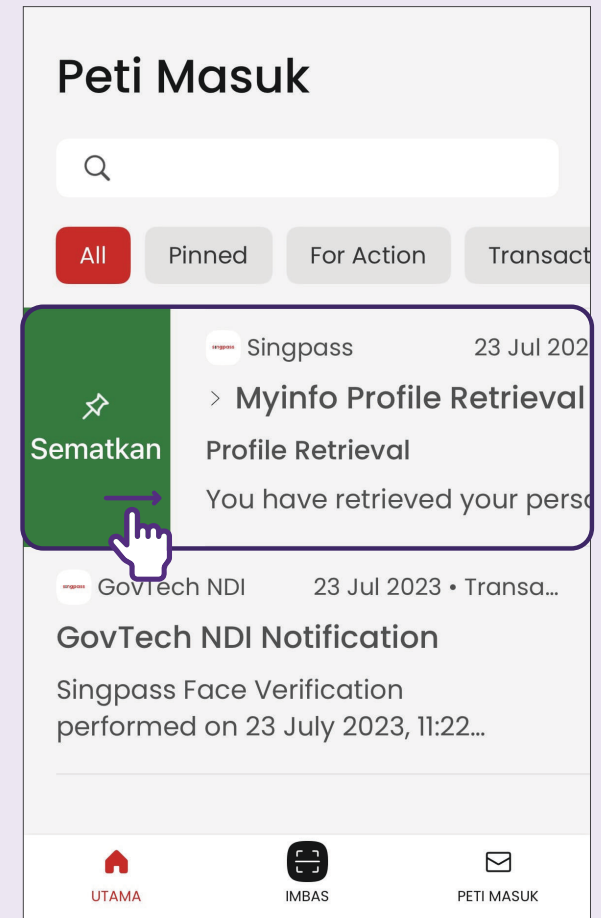 Peti Masuk
All Pinned For Action Transact
singpass Singpass 23 Jul 202
> Myinfo Profile Retrieval
Sematkan
Profile Retrieval
You have retrieved your perso
singpass GovTech NDI 23 Jul 2023 • Transa...
GovTech NDI Notification
Singpass Face Verification
performed on 23 July 2023, 11:22...
UTAMA IMBAS PETI MASUK